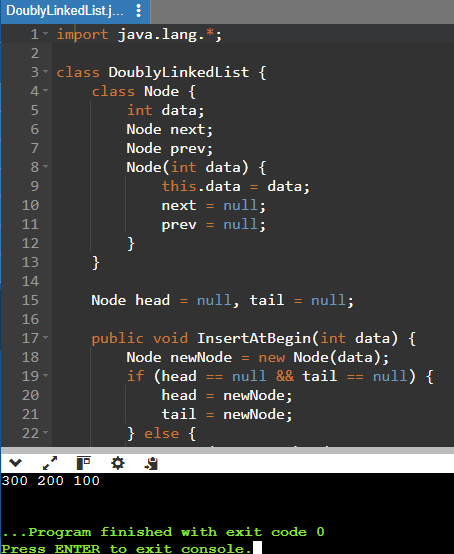 DoublyLinkedList.j...
1 import java.lang.*;
2
3 class DoublyLinkedList {
4 class Node {
5 int data;
6 Node next;
7 Node prev;
8 Node(int data) {
9 this.data = data;
10 next = null;
11 prev = null;
12 }
13 }
14
15 Node head = null, tail = null;
16
17 public void InsertAtBegin(int data) {
18 Node newNode = new Node(data);
19 if (head == null && tail == null) {
20 head = newNode;
21 tail = newNode;
22 } else {
300 200 100
...Program finished with exit code 0
Press ENTER to exit console.